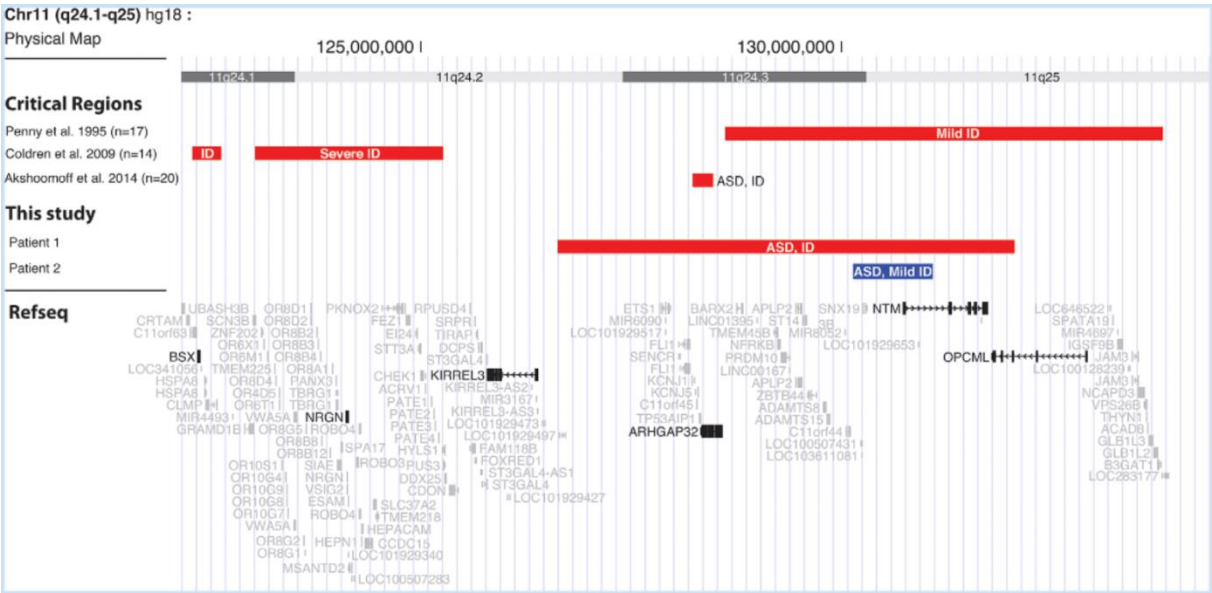 Chr11 (q24.1-q25) hg18 :
Physical Map
125,000,000 | 130,000,000 |
11q24.1 11q24.2 11q24.3 11q25
Critical Regions
Penny et al. 1995 (n=17) Mild ID
Coldren et al. 2009 (n=14) ID Severe ID
Akshoomoff et al. 2014 (n=20) ASD, ID
This study
Patient 1 ASD, ID
Patient 2 ASD, Mild ID
Refseq
UBASH3B OR8D1 PKNOX2 RPUSD4 ETS1 BARX2 APLP2 SNX19 NTM LOC646522
CRTAM SCN3B OR8D2 FEZ1 SRPR MIR6090 LINC01395 ST14 3B SPATA19
C11orf63 ZNF202 OR8B2 EI24 TIRAP LOC101929517 TMEM45B MIR8052 MIR4697
OR6X1 OR8B3 STT3A DCPS FLI1 NFRKB LOC101929653 IGSF9B
BSX OR6M1 OR8B4 ST3GAL4 SENCR PRDM10 OPCML JAM3
LOC341056 TMEM225 OR8A1 FLI1 LINC00167 LOC100128239
HSPA8 OR8D4 PANX3 CHEK1 KIRREL3 KCNJ1 APLP2 JAM3
HSPA8 OR4D5 TBRG1 ACRV1 KIRREL3-AS2 KCNJ5 ZBTB44 NCAPD3
CLMP OR6T1 TBRG1 PATE1 MIR3167 C11orf45 ADAMTS8 VPS26B
MIR4493 VWA5A NRGN PATE2 KIRREL3-AS3 TP53AIP1 ADAMTS15 THYN1
GRAMD1B OR8G5 ROBO4 PATE3 LOC101929473 ARHGAP32 C11orf44 ACAD8
OR8B8 PATE4 LOC101929497 LOC100507431 GLB1L3
OR8B12 SPA17 HYLS1 FAM118B LOC103611081 GLB1L2
OR10S1 SIAE ROBO3 PUS3 FOXRED1 B3GAT1
OR10G4 NRGN DDX25 ST3GAL4-AS1 LOC283177
OR10G9 VSIG2 CDON ST3GAL4
OR10G8 ESAM SLC37A2 LOC101929427
OR10G7 ROBO4 TMEM218
VWA5A HEPACAM
OR8G2 HEPN1 CCDC15
OR8G1 LOC101929340
MSANTD2 LOC100507283